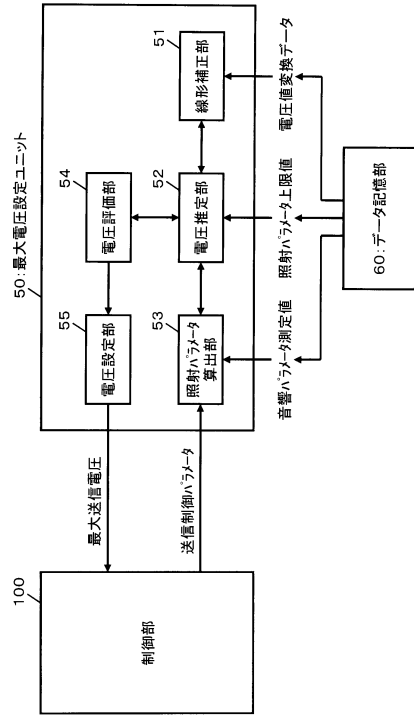 50:最大電圧設定ユニット
100
制御部
最大送信電圧
送信制御パラメータ
55
電圧設定部
54
電圧評価部
53
照射パラメータ
算出部
52
電圧推定部
51
線形補正部
音響パラメータ測定値
照射パラメータ上限値
電圧値変換データ
60:データ記憶部